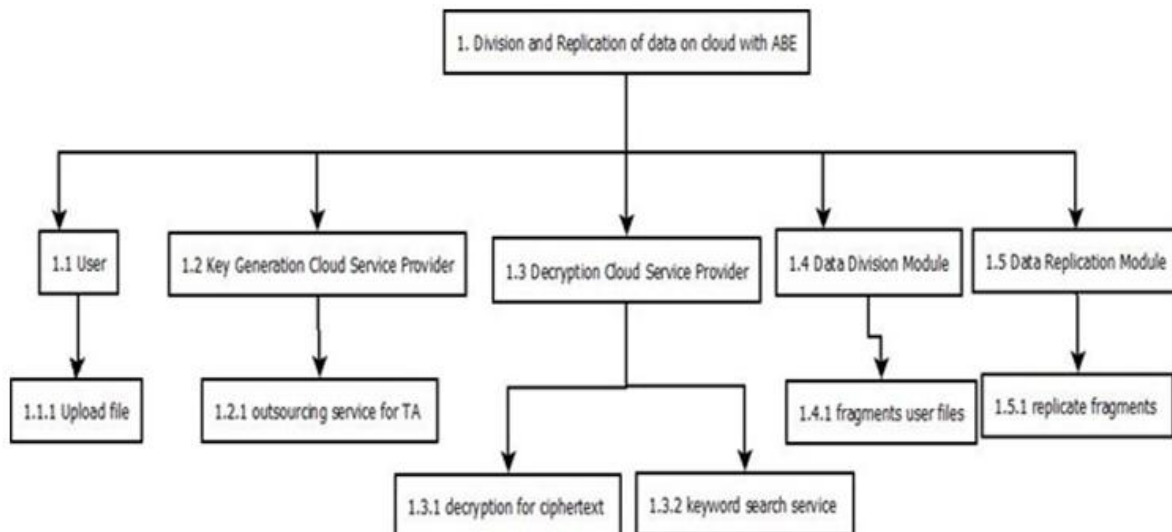 1. Division and Replication of data on cloud with ABE
1.1 User
1.2 Key Generation Cloud Service Provider
1.3 Decryption Cloud Service Provider
1.4 Data Division Module
1.5 Data Replication Module
1.1.1 Upload file
1.2.1 outsourcing service for TA
1.4.1 fragments user files
1.5.1 replicate fragments
1.3.1 decryption for ciphertext
1.3.2 keyword search service